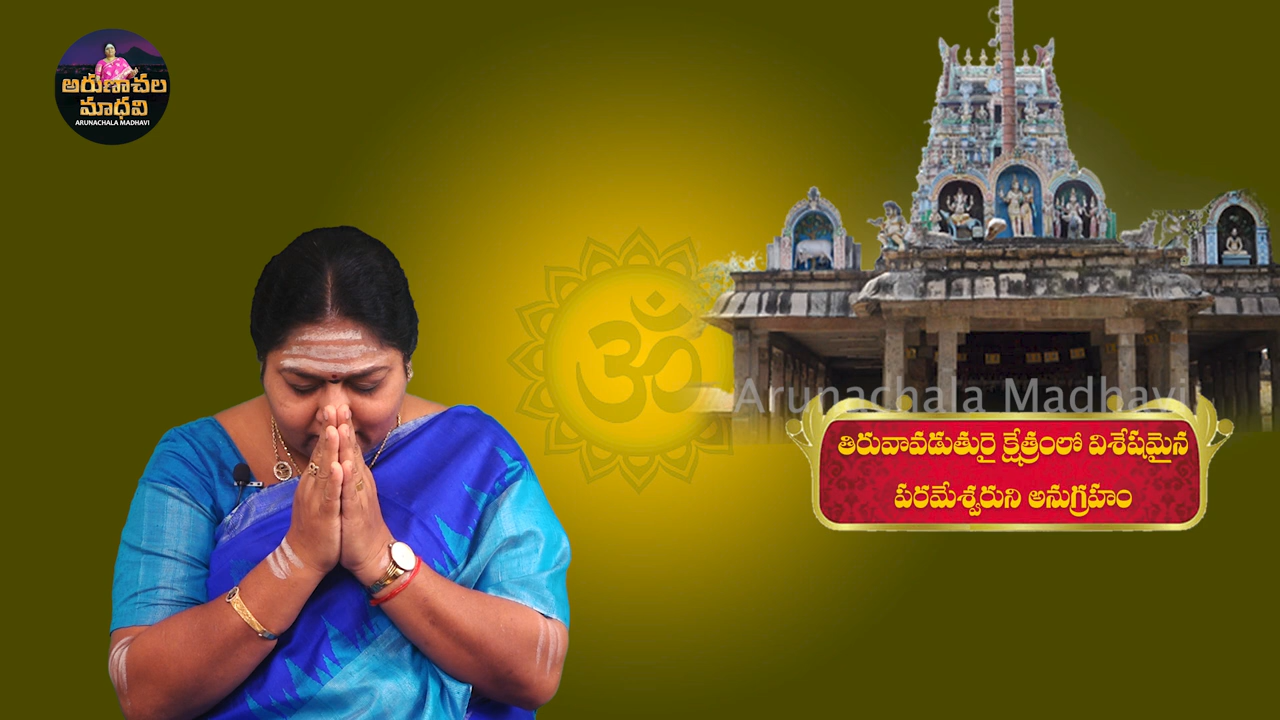 అరుణాచల
మాధవి
ARUNACHALA MADHAVI
ॐ
Arunachala Madhavi
తిరువావడుతురై క్షేత్రంలో విశేషమైన
పరమేశ్వరుని అనుగ్రహం